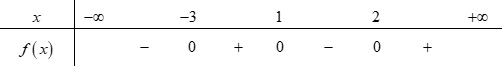 x −∞ −3 1 2 +∞
f(x) − 0 + 0 − 0 +